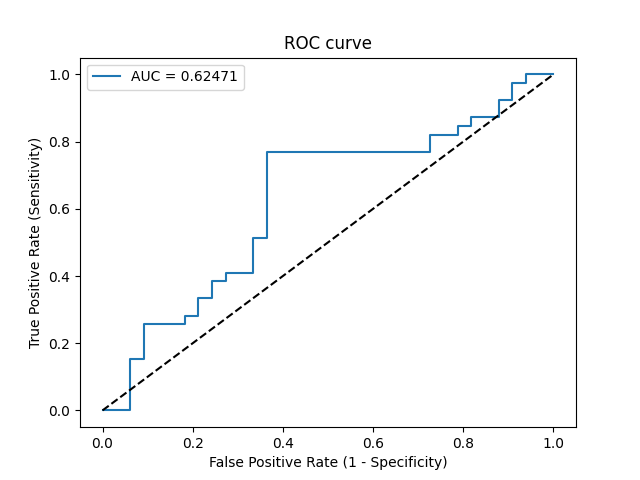 ROC curve
AUC = 0.62471
True Positive Rate (Sensitivity)
1.0
0.8
0.6
0.4
0.2
0.0
0.0 0.2 0.4 0.6 0.8 1.0
False Positive Rate (1 - Specificity)